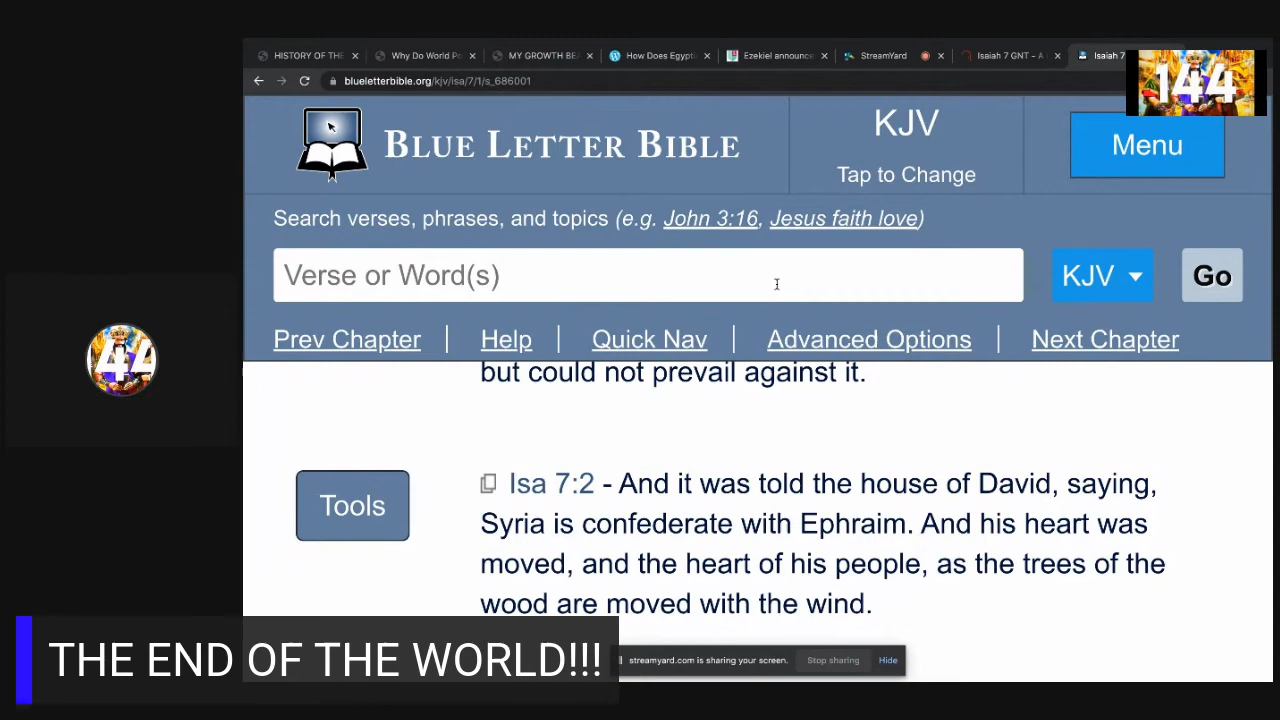 HISTORY OF THE
Why Do World Po
MY GROWTH BEA
How Does Egypti
Ezekiel announce
StreamYard
Isaiah 7 GNT - A
Isaiah 7
144
blueletterbible.org/kjv/isa/7/1/s_686001
BLUE LETTER BIBLE
KJV
Tap to Change
Menu
Search verses, phrases, and topics (e.g. John 3:16, Jesus faith love)
Verse or Word(s)
KJV
Go
Prev Chapter
Help
Quick Nav
Advanced Options
Next Chapter
44
but could not prevail against it.
Tools
Isa 7:2 - And it was told the house of David, saying,
Syria is confederate with Ephraim. And his heart was
moved, and the heart of his people, as the trees of the
wood are moved with the wind.
THE END OF THE WORLD!!!
streamyard.com is sharing your screen.
Stop sharing
Hide